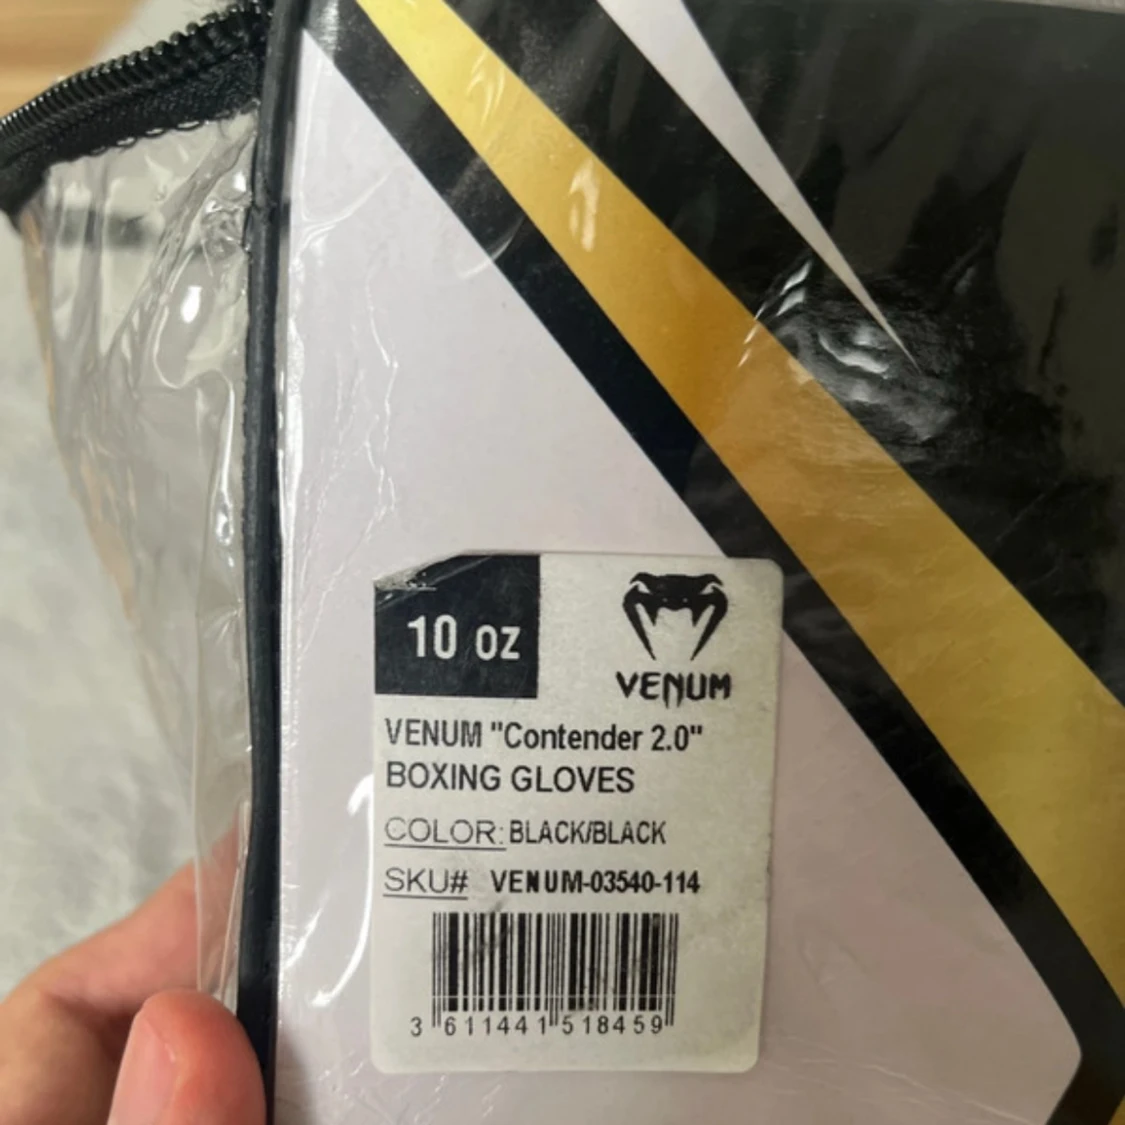 10 oz
VENUM
VENUM "Contender 2.0"
BOXING GLOVES
COLOR: BLACK/BLACK
SKU# VENUM-03540-114
3 611441 518459